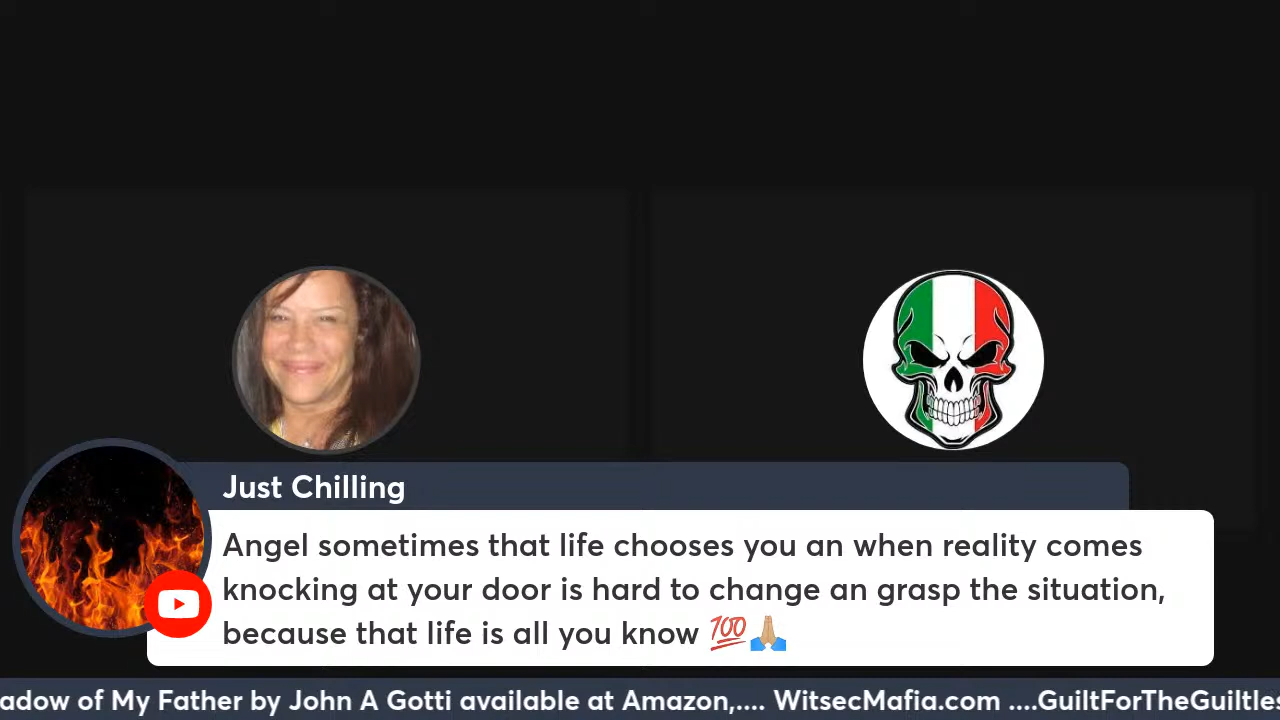 Just Chilling
Angel sometimes that life chooses you an when reality comes
knocking at your door is hard to change an grasp the situation,
because that life is all you know 💯🙏🏽
adow of My Father by John A Gotti available at Amazon,.... WitsecMafia.com ....GuiltForTheGuiltles